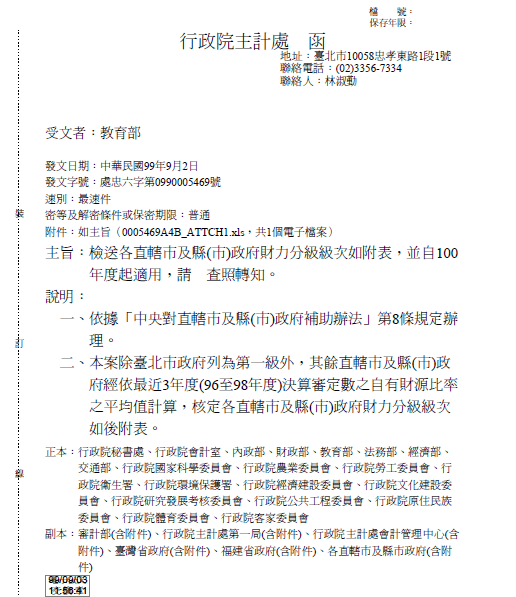 檔　　號：
保存年限：
行政院主計處　函
地址：臺北市10058忠孝東路1段1號
聯絡電話：(02)3356-7334
聯絡人：林淑勤
受文者：教育部
發文日期：中華民國99年9月2日
發文字號：處忠六字第0990005469號
速別：最速件
密等及解密條件或保密期限：普通
附件：如主旨（0005469A4B_ATTCH1.xls，共1個電子檔案）
主旨：檢送各直轄市及縣(市)政府財力分級級次如附表，並自100
年度起適用，請　查照轉知。
說明：
一、依據「中央對直轄市及縣(市)政府補助辦法」第8條規定辦
理。
二、本案除臺北市政府列為第一級外，其餘直轄市及縣(市)政
府經依最近3年度(96至98年度)決算審定數之自有財源比率
之平均值計算，核定各直轄市及縣(市)政府財力分級級次
如後附表。
正本：行政院秘書處、行政院會計室、內政部、財政部、教育部、法務部、經濟部、
交通部、行政院國家科學委員會、行政院農業委員會、行政院勞工委員會、行
政院衛生署、行政院環境保護署、行政院經濟建設委員會、行政院文化建設委
員會、行政院研究發展考核委員會、行政院公共工程委員會、行政院原住民族
委員會、行政院體育委員會、行政院客家委員會
副本：審計部(含附件)、行政院主計處第一局(含附件)、行政院主計處會計管理中心(含
附件)、臺灣省政府(含附件)、福建省政府(含附件)、各直轄市及縣市政府(含附
件)
99/09/03
11:56:41
裝
訂
線